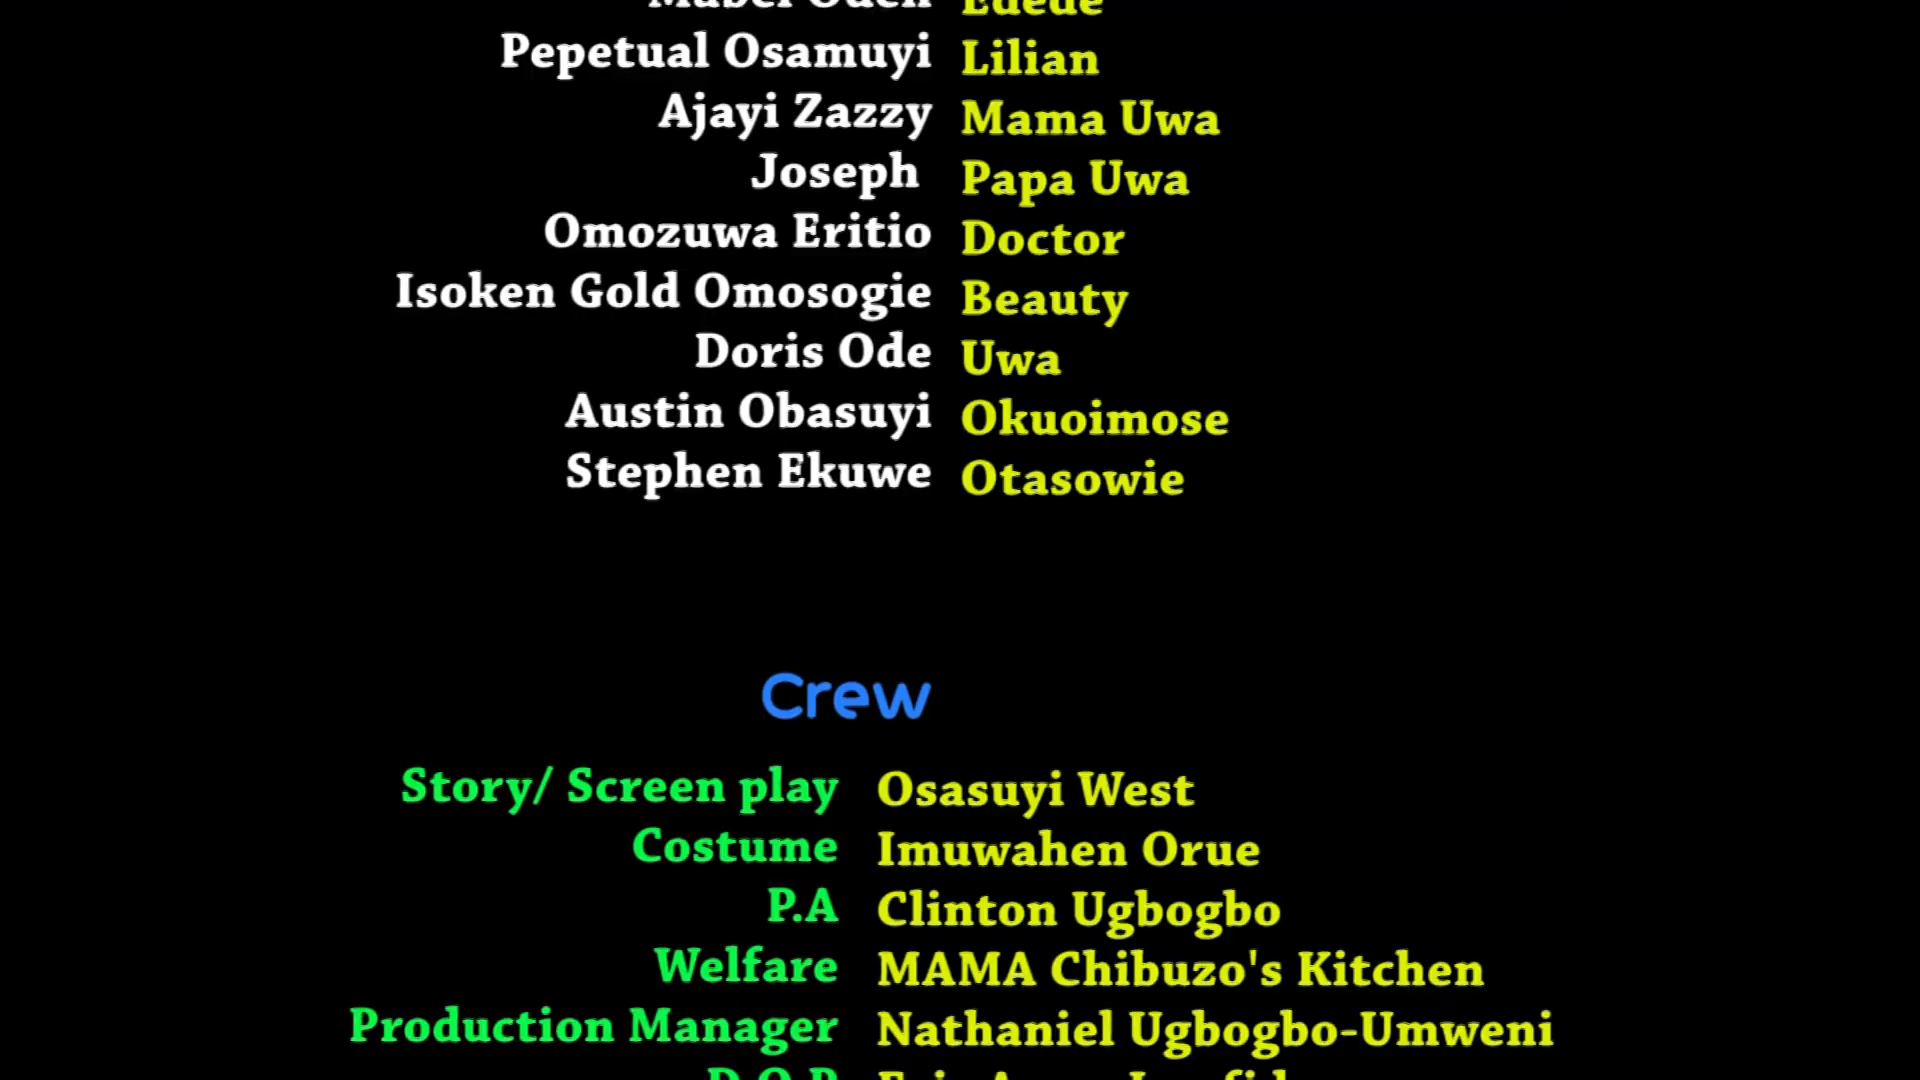 Edede
Pepetual Osamuyi Lilian
Ajayi Zazzy Mama Uwa
Joseph Papa Uwa
Omozuwa Eritio Doctor
Isoken Gold Omosogie Beauty
Doris Ode Uwa
Austin Obasuyi Okuoimose
Stephen Ekuwe Otasowie
Crew
Story/ Screen play Osasuyi West
Costume Imuwahen Orue
P.A Clinton Ugbogbo
Welfare MAMA Chibuzo's Kitchen
Production Manager Nathaniel Ugbogbo-Umweni
D.O.P